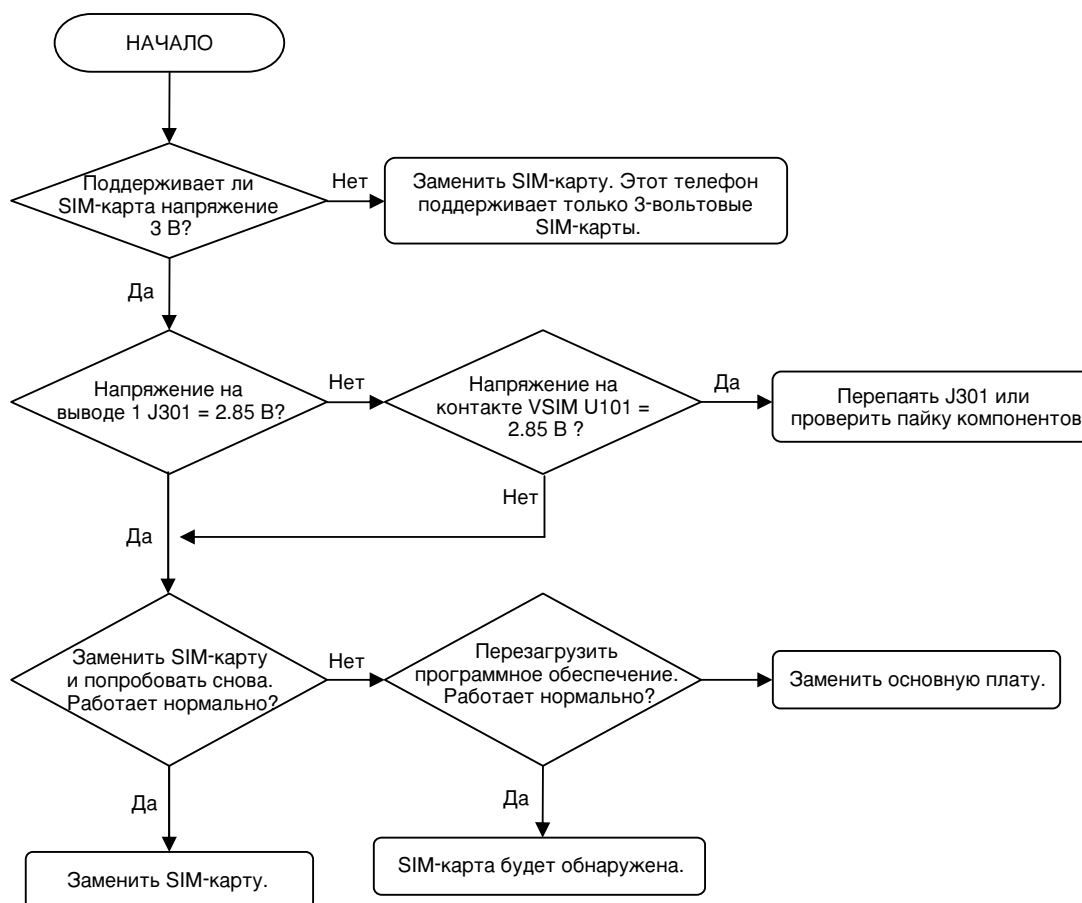 НАЧАЛО
Поддерживает ли
SIM-карта напряжение
3 В?
Нет
Заменить SIM-карту. Этот телефон
поддерживает только 3-вольтовые
SIM-карты.
Да
Напряжение на
выводе 1 J301 = 2.85 В?
Нет
Напряжение на
контакте VSIM U101 =
2.85 В ?
Да
Перепаять J301 или
проверить пайку компонентов
Нет
Да
Заменить SIM-карту
и попробовать снова.
Работает нормально?
Нет
Перезагрузить
программное обеспечение.
Работает нормально?
Заменить основную плату.
Да
Да
Заменить SIM-карту.
SIM-карта будет обнаружена.